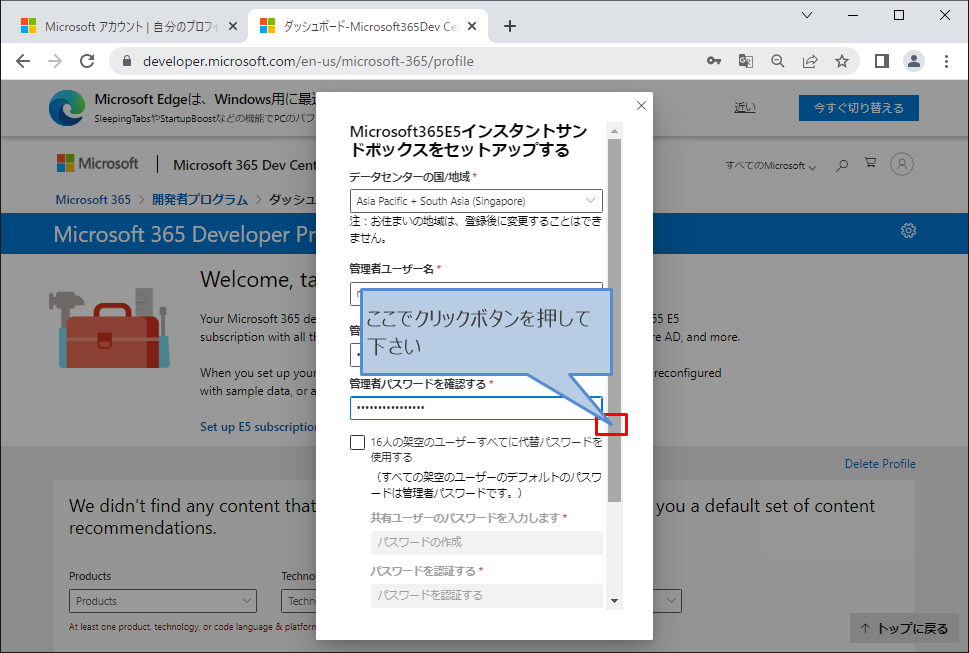 Microsoft アカウント | 自分のプロフィ
ダッシュボード-Microsoft365Dev Ce
developer.microsoft.com/en-us/microsoft-365/profile
Microsoft Edgeは、Windows用に最適
SleepingTabsやStartupBoostなどの機能でPCのパフ
近い
今すぐ切り替える
Microsoft
Microsoft 365 Dev Cent
すべてのMicrosoft
Microsoft 365 > 開発者プログラム > ダッシュ
Microsoft 365 Developer Pr
Welcome, ta
Your Microsoft 365 de
55 E5
subscription with all th
re AD, and more.
When you set up your
reconfigured
with sample data, or a
Set up E5 subscription
Delete Profile
We didn't find any content that
you a default set of content
recommendations.
Products
Techno
Products
Techn
At least one product, technology, or code language & platform
↑ トップに戻る
Microsoft365E5インスタントサン
ドボックスをセットアップする
データセンターの国/地域 *
Asia Pacific + South Asia (Singapore)
注：お住まいの地域は、登録後に変更することはでき
ません。
管理者ユーザー名 *
ここでクリックボタンを押して
下さい
管
管理者パスワードを確認する *
••••••••••••••••
16人の架空のユーザーすべてに代替パスワードを
使用する
（すべての架空のユーザーのデフォルトのパスワ
ードは管理者パスワードです。）
共有ユーザーのパスワードを入力します *
パスワードの作成
パスワードを認証する *
パスワードを認証する